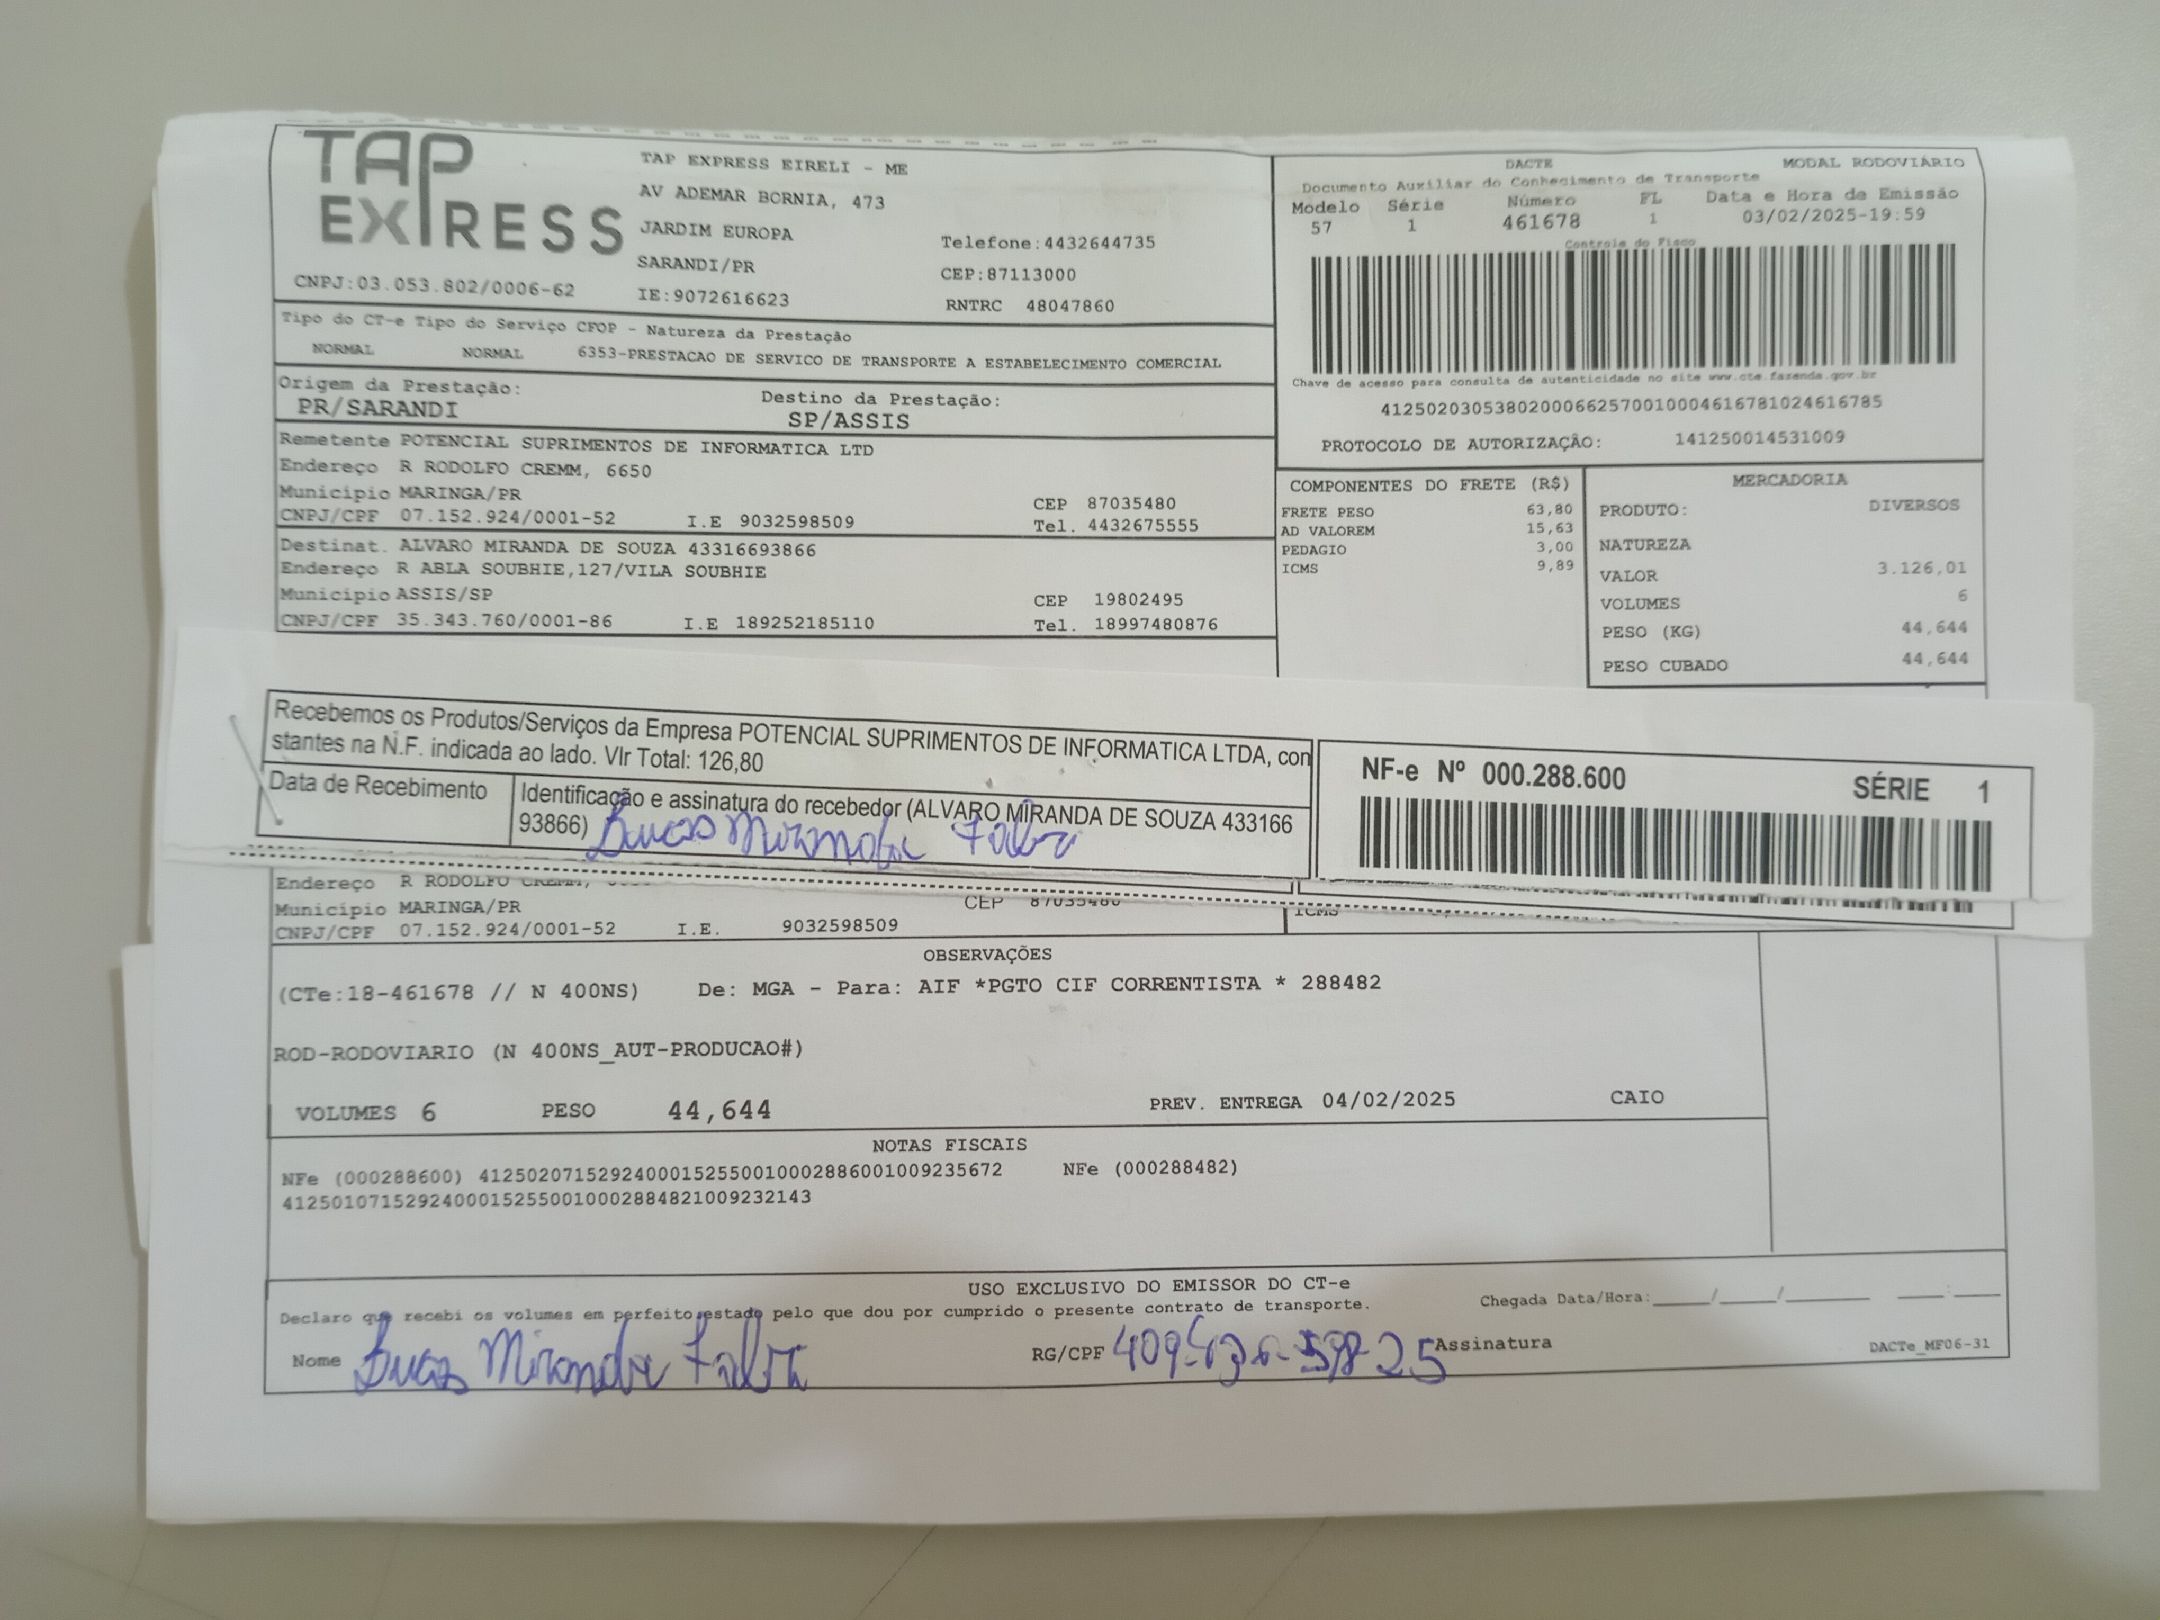 TAP
EXPRESS
CNPJ:03.053.802/0006-62
TAP EXPRESS EIRELI - ME
AV ADEMAR BORNIA, 473
JARDIM EUROPA
SARANDI/PR
IE:9072616623
Telefone:4432644735
CEP:87113000
RNTRC 48047860
DACTE MODAL RODOVIÁRIO
Documento Auxiliar do Conhecimento de Transporte
Modelo Série Número FL Data e Hora de Emissão
57 1 461678 1 03/02/2025-19:59
Controle do Fisco
Chave de acesso para consulta de autenticidade no site www.cte.fazenda.gov.br
41250203053802000662570010004616781024616785
PROTOCOLO DE AUTORIZAÇÃO: 141250014531009
Tipo do CT-e Tipo do Serviço CFOP - Natureza da Prestação
NORMAL NORMAL 6353-PRESTACAO DE SERVICO DE TRANSPORTE A ESTABELECIMENTO COMERCIAL
Origem da Prestação: Destino da Prestação:
PR/SARANDI SP/ASSIS
Remetente POTENCIAL SUPRIMENTOS DE INFORMATICA LTD
Endereço R RODOLFO CREMM, 6650
Município MARINGA/PR CEP 87035480
CNPJ/CPF 07.152.924/0001-52 I.E 9032598509 Tel. 4432675555
Destinat. ALVARO MIRANDA DE SOUZA 43316693866
Endereço R ABLA SOUBHIE,127/VILA SOUBHIE
Município ASSIS/SP CEP 19802495
CNPJ/CPF 35.343.760/0001-86 I.E 189252185110 Tel. 18997480876
COMPONENTES DO FRETE (R$)
FRETE PESO 63,80
AD VALOREM 15,63
PEDAGIO 3,00
ICMS 9,89
MERCADORIA
PRODUTO: DIVERSOS
NATUREZA
VALOR 3.126,01
VOLUMES 6
PESO (KG) 44,644
PESO CUBADO 44,644
Recebemos os Produtos/Serviços da Empresa POTENCIAL SUPRIMENTOS DE INFORMATICA LTDA, con
stantes na N.F. indicada ao lado. Vlr Total: 126,80
Data de Recebimento
Identificação e assinatura do recebedor (ALVARO MIRANDA DE SOUZA 433166
93866)
NF-e Nº 000.288.600 SÉRIE 1
Endereço R RODOLFO CREMM,
Município MARINGA/PR CEP 87035480
CNPJ/CPF 07.152.924/0001-52 I.E. 9032598509
ICMS
OBSERVAÇÕES
(CTe:18-461678 // N 400NS) De: MGA - Para: AIF *PGTO CIF CORRENTISTA * 288482
ROD-RODOVIARIO (N 400NS_AUT-PRODUCAO#)
VOLUMES 6 PESO 44,644 PREV. ENTREGA 04/02/2025 CAIO
NOTAS FISCAIS
NFe (000288600) 41250207152924000152550010002886001009235672 NFe (000288482)
41250107152924000152550010002884821009232143
USO EXCLUSIVO DO EMISSOR DO CT-e
Declaro que recebi os volumes em perfeito estado pelo que dou por cumprido o presente contrato de transporte.
Chegada Data/Hora:____/____/______ ___:___
Nome Lucas Miranda RG/CPF Assinatura
DACTe_MF06-31